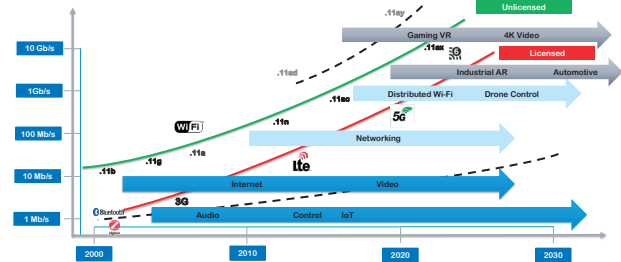 .11ay
Unlicensed
Gaming VR 4K Video
10 Gb/s
.11ax
6
Licensed
.11ad
Industrial AR Automotive
1Gb/s
.11ac
Distributed Wi-Fi Drone Control
5G
.11n
WiFi
100 Mb/s
Networking
.11a
.11g
lte
.11b
10 Mb/s
Internet Video
3G
Bluetooth
1 Mb/s
Audio Control IoT
2000 2010 2020 2030